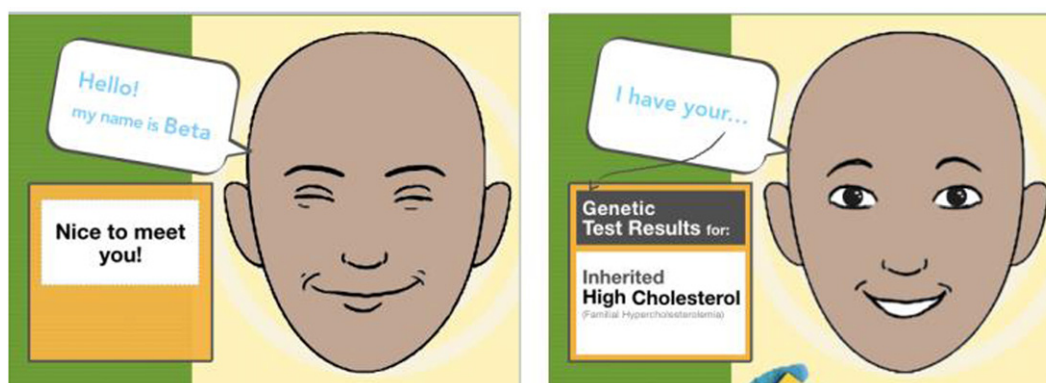 Hello!
my name is Beta
Nice to meet
you!
I have your...
Genetic
Test Results for:
Inherited
High Cholesterol
(Familial Hypercholesterolemia)